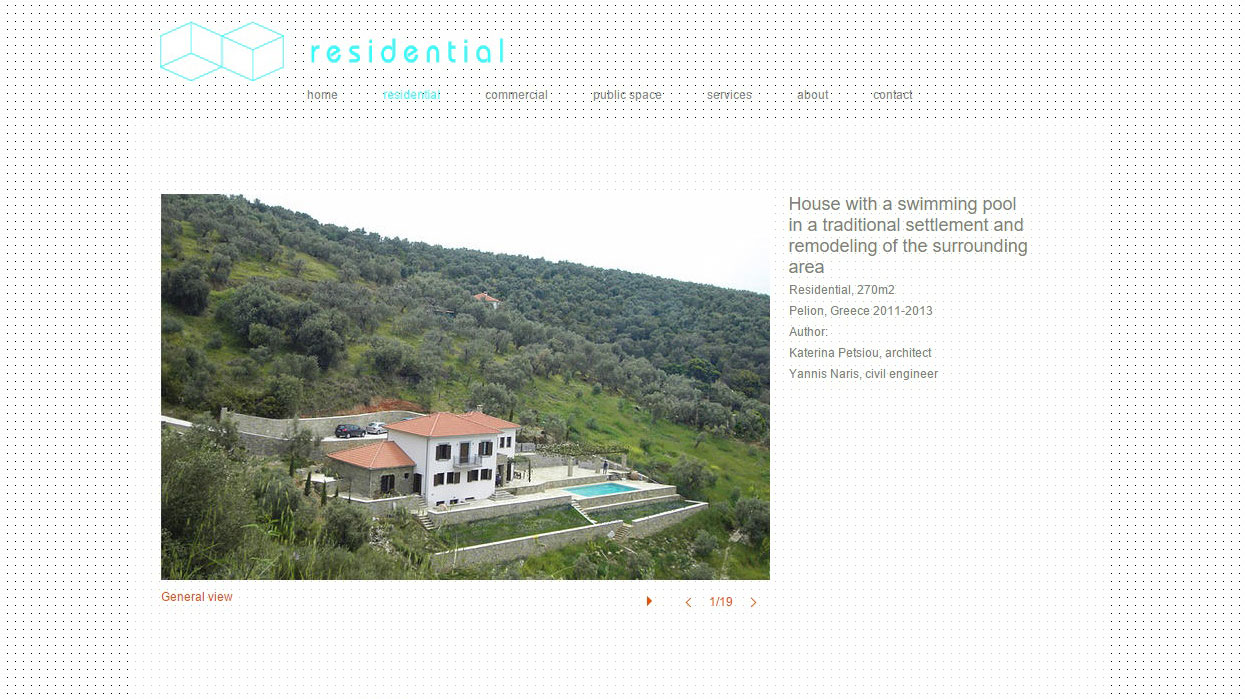 residential
home residential commercial public space services about contact
House with a swimming pool
in a traditional settlement and
remodeling of the surrounding
area
Residential, 270m2
Pelion, Greece 2011-2013
Author:
Katerina Petsiou, architect
Yannis Naris, civil engineer
General view
1/19